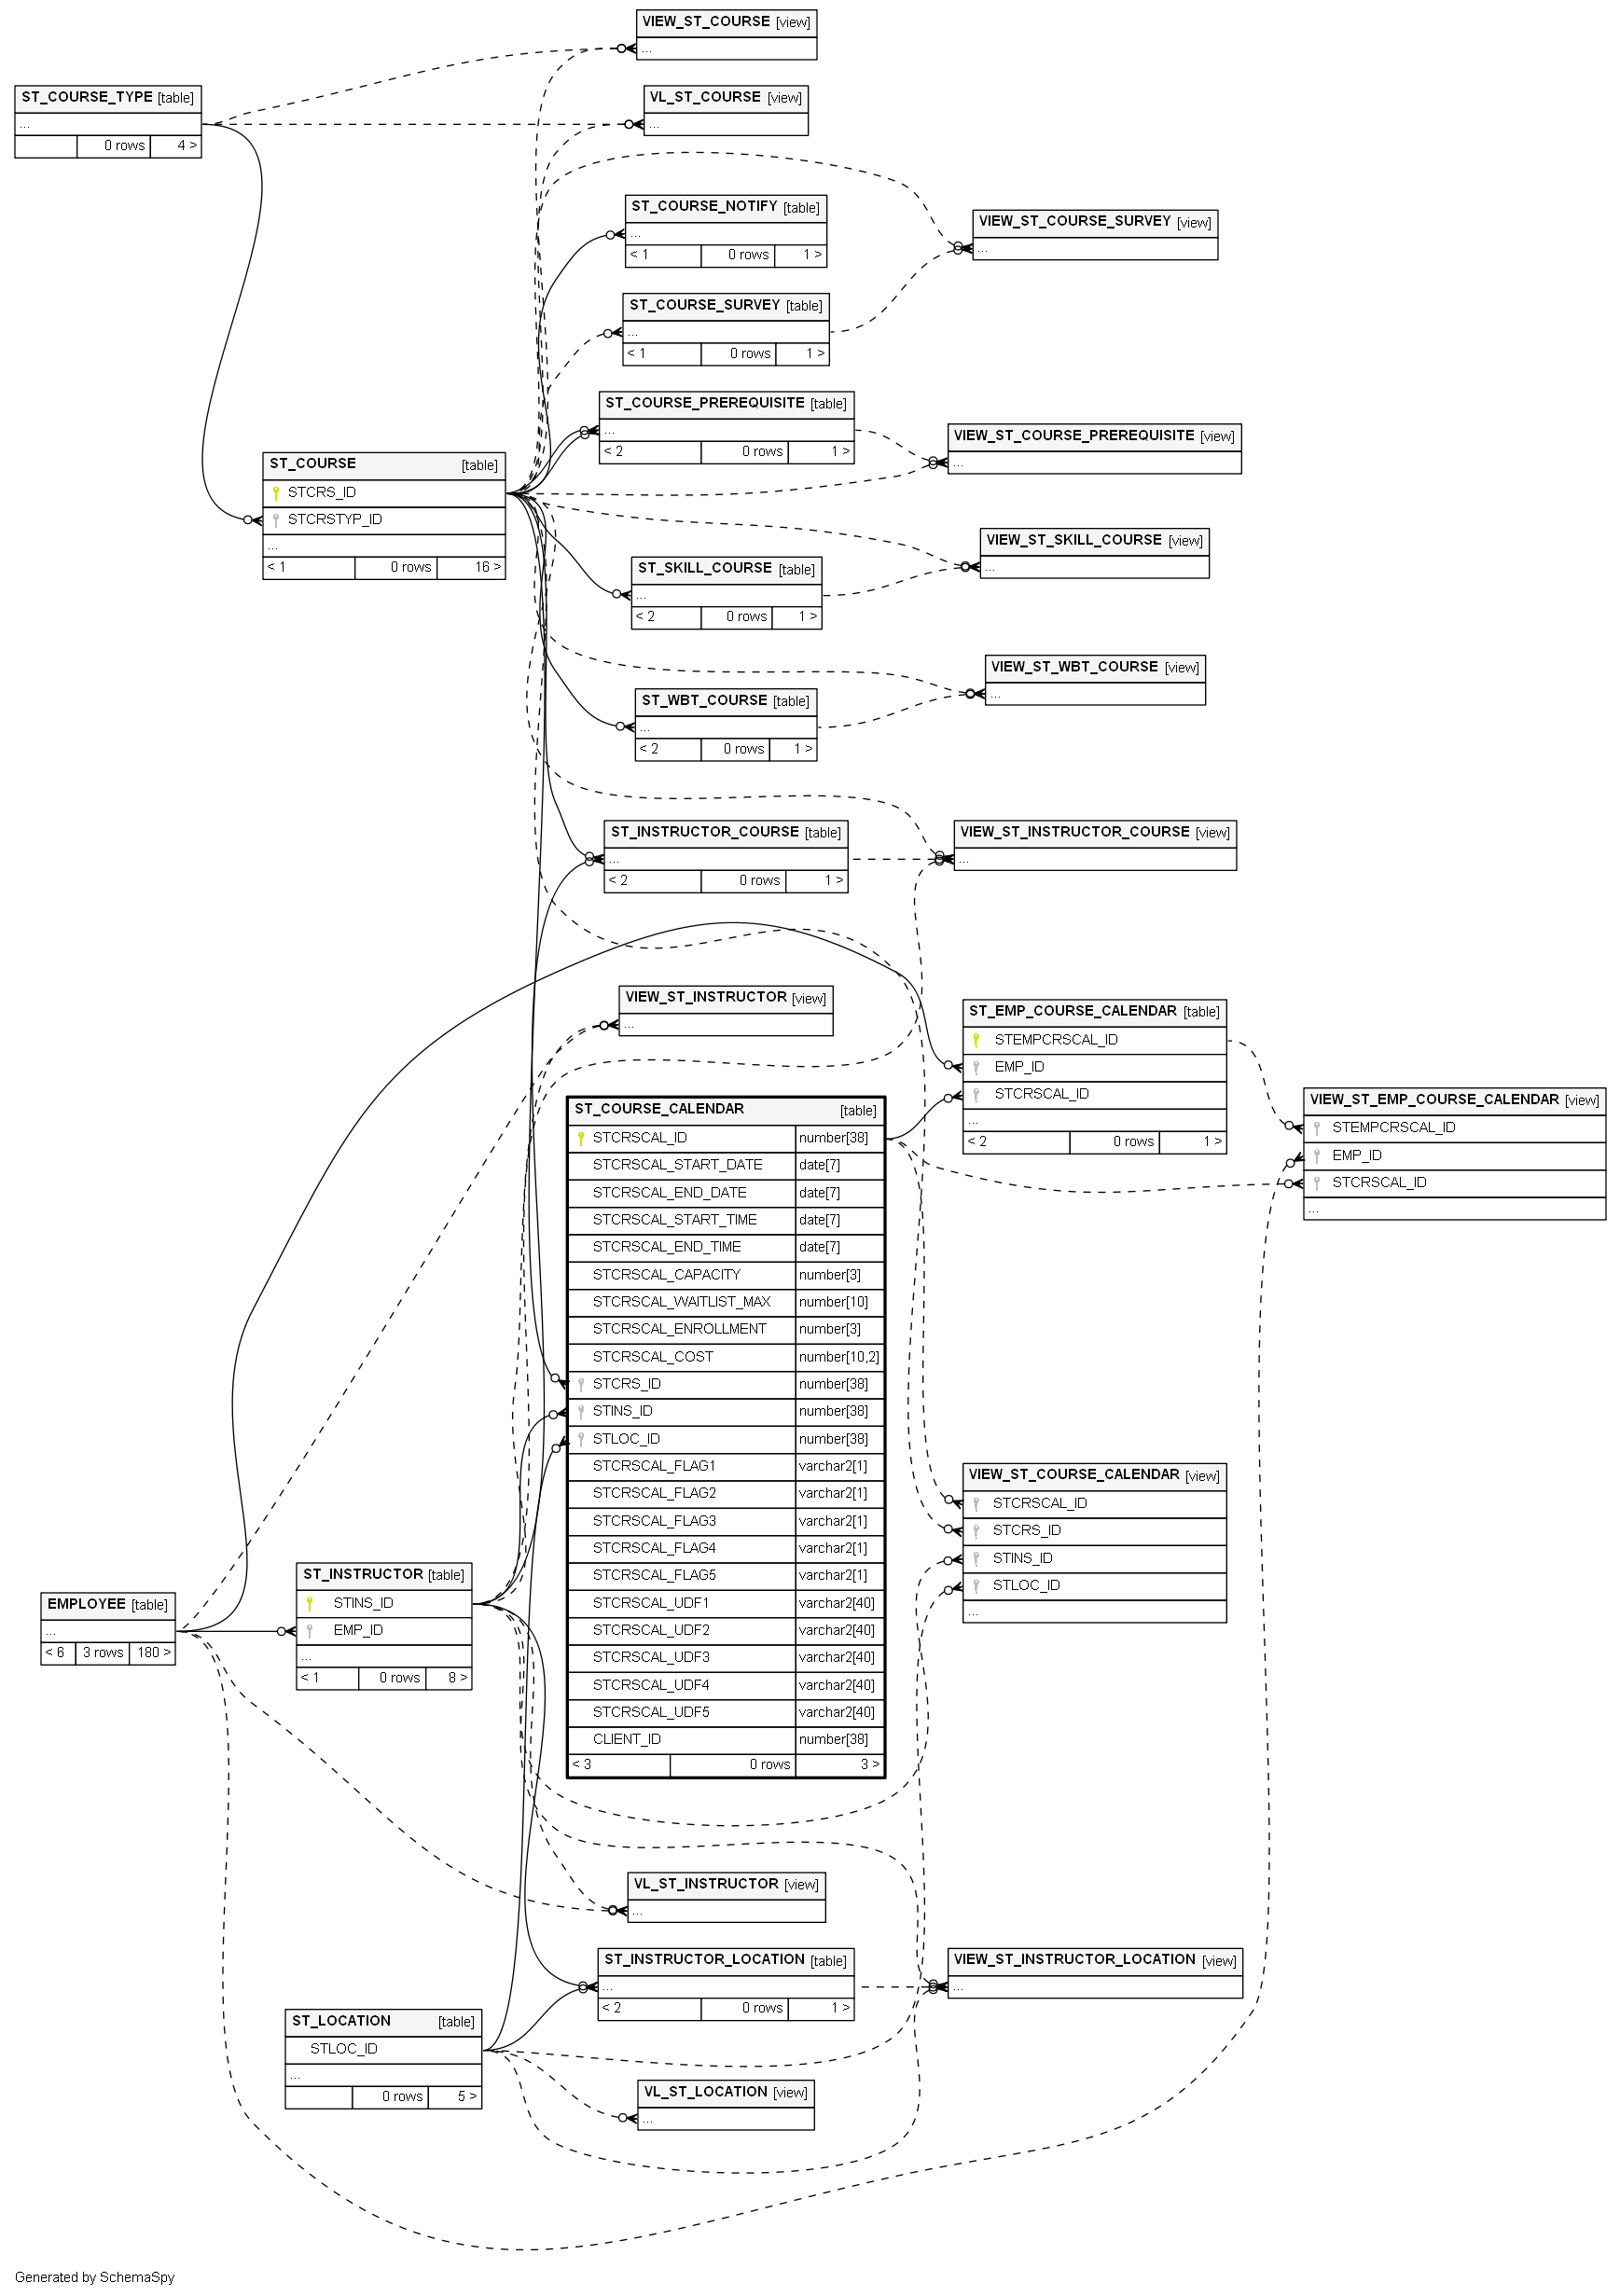 VIEW_ST_COURSE [view]
...
ST_COURSE_TYPE [table]
...
0 rows 4 >
VL_ST_COURSE [view]
...
ST_COURSE_NOTIFY [table]
...
< 1 0 rows 1 >
VIEW_ST_COURSE_SURVEY [view]
...
ST_COURSE_SURVEY [table]
...
< 1 0 rows 1 >
ST_COURSE_PREREQUISITE [table]
...
< 2 0 rows 1 >
VIEW_ST_COURSE_PREREQUISITE [view]
...
ST_COURSE [table]
STCRS_ID
STCRSTYP_ID
...
< 1 0 rows 16 >
VIEW_ST_SKILL_COURSE [view]
...
ST_SKILL_COURSE [table]
...
< 2 0 rows 1 >
VIEW_ST_WBT_COURSE [view]
...
ST_WBT_COURSE [table]
...
< 2 0 rows 1 >
ST_INSTRUCTOR_COURSE [table]
...
< 2 0 rows 1 >
VIEW_ST_INSTRUCTOR_COURSE [view]
...
VIEW_ST_INSTRUCTOR [view]
...
ST_EMP_COURSE_CALENDAR [table]
STEMPCRSCAL_ID
EMP_ID
STCRSCAL_ID
...
< 2 0 rows 1 >
VIEW_ST_EMP_COURSE_CALENDAR [view]
STEMPCRSCAL_ID
EMP_ID
STCRSCAL_ID
...
ST_COURSE_CALENDAR [table]
STCRSCAL_ID number[38]
STCRSCAL_START_DATE date[7]
STCRSCAL_END_DATE date[7]
STCRSCAL_START_TIME date[7]
STCRSCAL_END_TIME date[7]
STCRSCAL_CAPACITY number[3]
STCRSCAL_WAITLIST_MAX number[10]
STCRSCAL_ENROLLMENT number[3]
STCRSCAL_COST number[10,2]
STCRS_ID number[38]
STINS_ID number[38]
STLOC_ID number[38]
STCRSCAL_FLAG1 varchar2[1]
STCRSCAL_FLAG2 varchar2[1]
STCRSCAL_FLAG3 varchar2[1]
STCRSCAL_FLAG4 varchar2[1]
STCRSCAL_FLAG5 varchar2[1]
STCRSCAL_UDF1 varchar2[40]
STCRSCAL_UDF2 varchar2[40]
STCRSCAL_UDF3 varchar2[40]
STCRSCAL_UDF4 varchar2[40]
STCRSCAL_UDF5 varchar2[40]
CLIENT_ID number[38]
< 3 0 rows 3 >
VIEW_ST_COURSE_CALENDAR [view]
STCRSCAL_ID
STCRS_ID
STINS_ID
STLOC_ID
...
EMPLOYEE [table]
...
< 6 3 rows 180 >
ST_INSTRUCTOR [table]
STINS_ID
EMP_ID
...
< 1 0 rows 8 >
VL_ST_INSTRUCTOR [view]
...
ST_INSTRUCTOR_LOCATION [table]
...
< 2 0 rows 1 >
VIEW_ST_INSTRUCTOR_LOCATION [view]
...
ST_LOCATION [table]
STLOC_ID
...
0 rows 5 >
VL_ST_LOCATION [view]
...
Generated by SchemaSpy